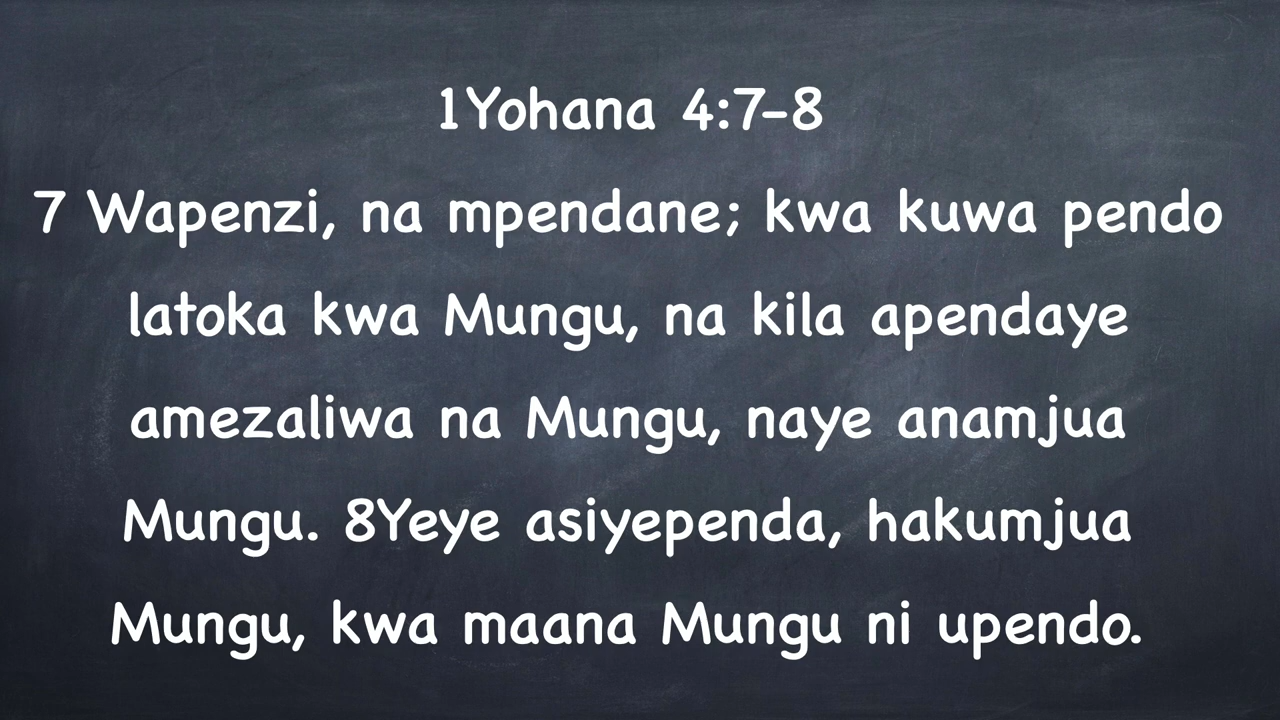 1Yohana 4:7-8
7 Wapenzi, na mpendane; kwa kuwa pendo
latoka kwa Mungu, na kila apendaye
amezaliwa na Mungu, naye anamjua
Mungu. 8Yeye asiyependa, hakumjua
Mungu, kwa maana Mungu ni upendo.